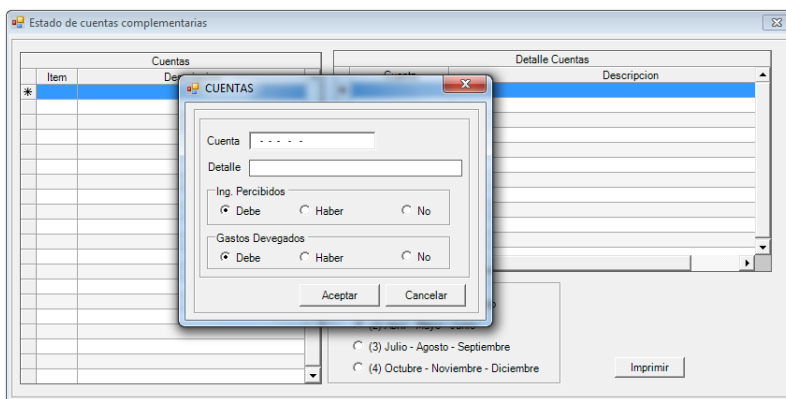 Estado de cuentas complementarias
Cuentas
Detalle Cuentas
Item
Descripcion
*
CUENTAS
Cuenta - - - - -
Detalle
Ing. Percibidos
Debe Haber No
Gastos Devegados
Debe Haber No
Aceptar Cancelar
(3) Julio - Agosto - Septiembre
(4) Octubre - Noviembre - Diciembre
Imprimir